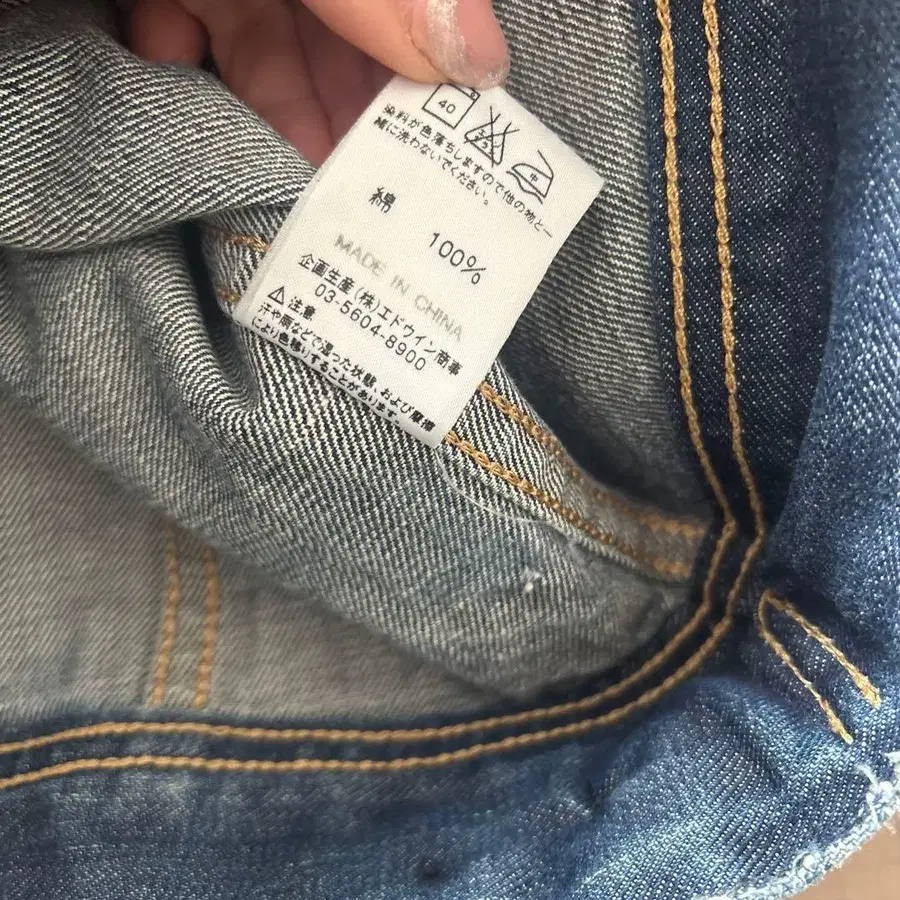 40
染料が色落ちしますので他の物と一
緒に洗わないでください。
中
綿 100%
MADE IN CHINA
企画生産(株)エドウイン商事
03-5604-8900
⚠注意
汗や雨などで湿った状態、および摩擦
により色移りすることがあります。